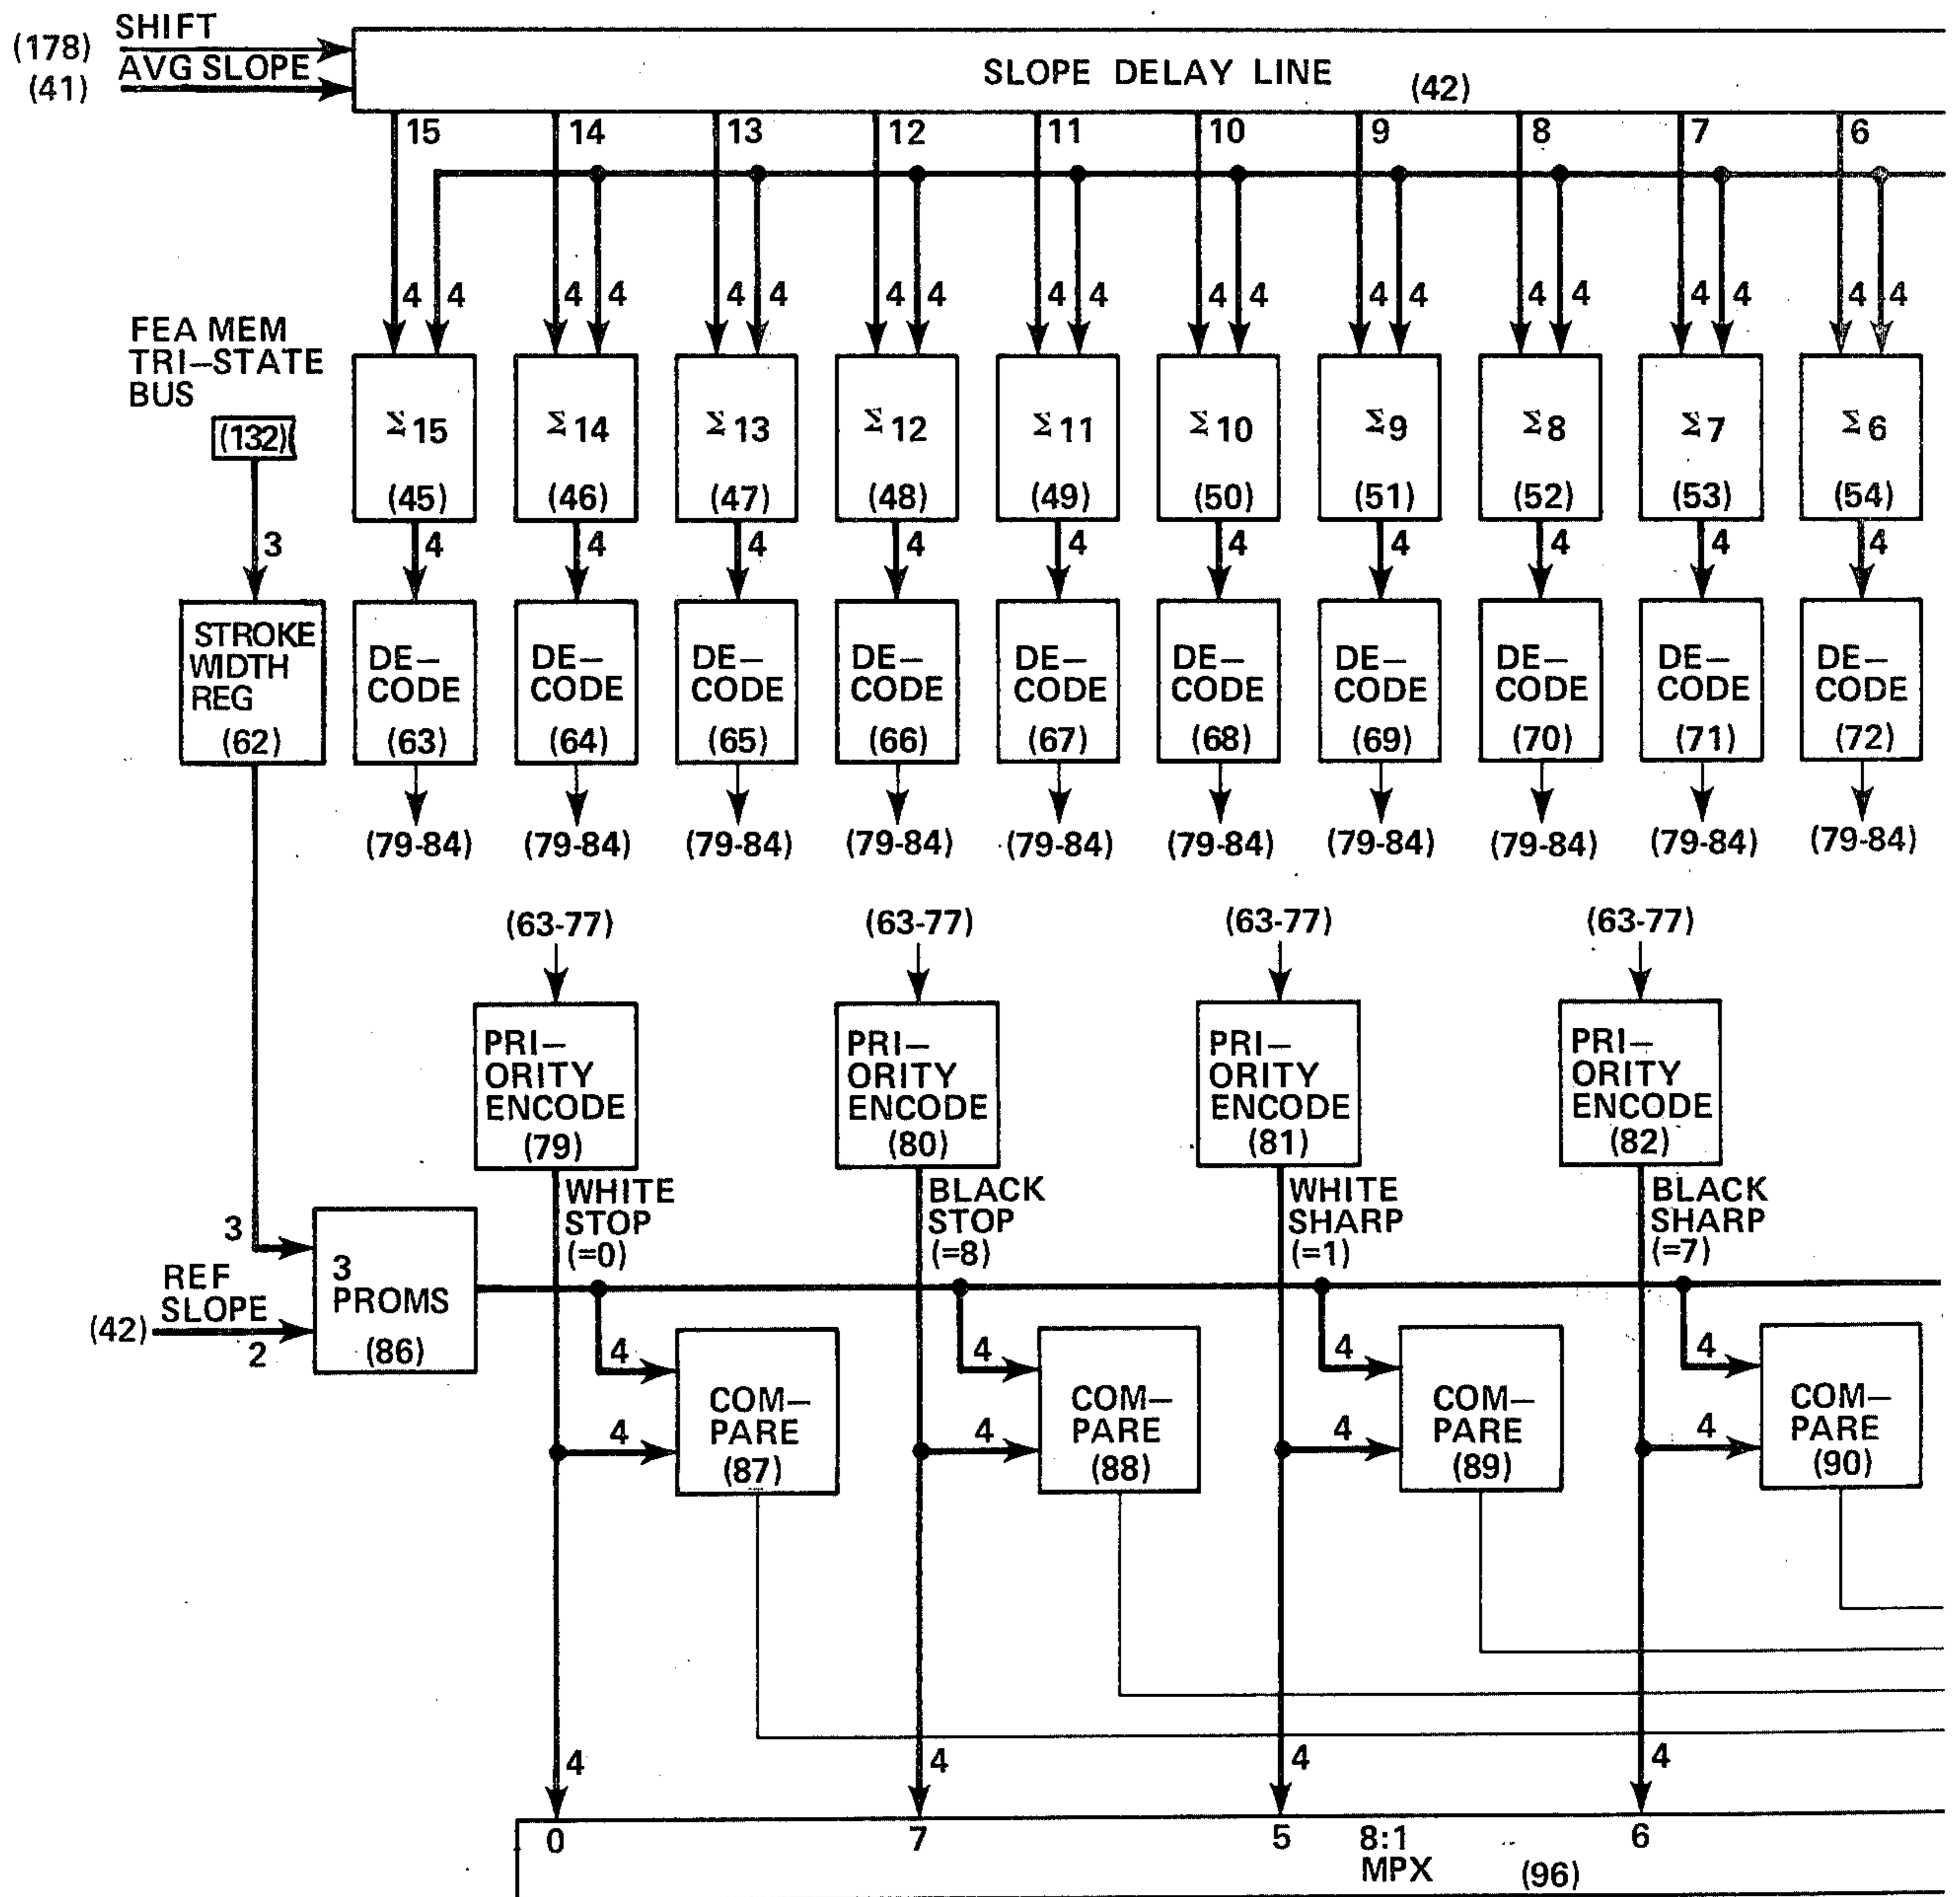 SHIFT
(178)
AVG SLOPE
(41)
SLOPE DELAY LINE (42)
15 14 13 12 11 10 9 8 7 6
4 4 4 4 4 4 4 4 4 4 4 4 4 4 4 4 4 4 4 4
FEA MEM
TRI–STATE
BUS
(132)
Σ15 Σ14 Σ13 Σ12 Σ11 Σ10 Σ9 Σ8 Σ7 Σ6
(45) (46) (47) (48) (49) (50) (51) (52) (53) (54)
3 4 4 4 4 4 4 4 4 4 4
STROKE
WIDTH
REG
(62)
DE–
CODE
(63)
DE–
CODE
(64)
DE–
CODE
(65)
DE–
CODE
(66)
DE–
CODE
(67)
DE–
CODE
(68)
DE–
CODE
(69)
DE–
CODE
(70)
DE–
CODE
(71)
DE–
CODE
(72)
(79-84) (79-84) (79-84) (79-84) (79-84) (79-84) (79-84) (79-84) (79-84) (79-84)
(63-77) (63-77) (63-77) (63-77)
PRI–
ORITY
ENCODE
(79)
PRI–
ORITY
ENCODE
(80)
PRI–
ORITY
ENCODE
(81)
PRI–
ORITY
ENCODE
(82)
WHITE
STOP
(=0)
BLACK
STOP
(=8)
WHITE
SHARP
(=1)
BLACK
SHARP
(=7)
3
REF
SLOPE
(42)
2
3
PROMS
(86)
4 4 4 4
4 4 4 4
COM–
PARE
(87)
COM–
PARE
(88)
COM–
PARE
(89)
COM–
PARE
(90)
4 4 4 4
0 7 5 8:1 6
MPX (96)